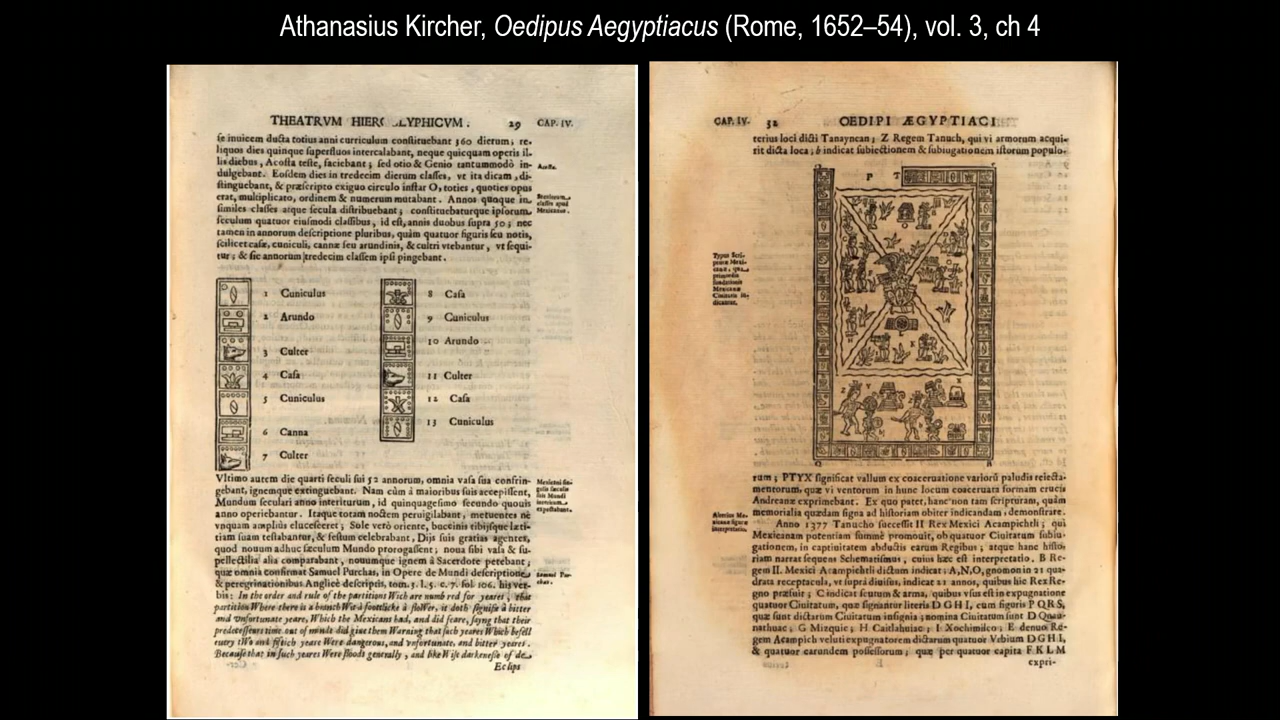 Athanasius Kircher, Oedipus Aegyptiacus (Rome, 1652–54), vol. 3, ch 4
THEATRVM HIERO LYPHICVM. 29 CAP. IV.
ſe inuicem ducta totius anni curriculum conſtituebant 360 dierum; re-
liquos dies quinque ſuperfluos intercalabant, neque quicquam operis il-
lis diebus, Acoſta teſte, faciebant; ſed otio & Genio tantummodò in-
dulgebant. Eoſdem dies in tredecim dierum claſſes, vt ita dicam, di-
ſtinguebant, & præſcripto exiguo circulo inſtar O, toties, quoties opus
erat, multiplicato, ordinem & numerum mutabant. Annos quoque in
ſimiles claſſes atque ſecula diſtribuebant; conſtituebaturque ipſorum
ſeculum quatuor eiuſmodi claſſibus, id eſt, annis duobus ſupra 50; nec
tamen in annorum deſcriptione pluribus, quàm quatuor figuris ſeu notis,
ſcilicet caſæ, cuniculi, cannæ ſeu arundinis, & cultri vtebantur, vt ſequi-
tur; & ſic annorum tredecim claſſem ipſi pingebant.
1 Cuniculus
2 Arundo
3 Culter
4 Caſa
5 Cuniculus
6 Canna
7 Culter
8 Caſa
9 Cuniculus
10 Arundo
11 Culter
12 Caſa
13 Cuniculus
Vltimo autem die quarti ſeculi ſui 52 annorum, omnia vaſa ſua confrin-
gebant, ignemque extinguebant. Nam cùm à maioribus ſuis accepiſſent,
Mundum ſeculari anno interiturum, id quinquageſimo ſecundo quouis
anno operiebantur. Itaque totam noctem peruigilabant, metuentes nè
vnquam ampliùs eluceſceret; Sole verò oriente, buccinis tibijſque læti-
tiam ſuam teſtabantur, & feſtum celebrabant, Dijs ſuis gratias agentes,
quod nouum adhuc ſæculum Mundo prorogaſſent; noua ſibi vaſa & ſu-
pellectilia alia comparabant, nouumque ignem à Sacerdote petebant;
quæ omnia confirmat Samuel Purchas, in Opere de Mundi deſcriptione
& peregrinationibus Anglicè deſcriptis, tom. 3. l. 5. c. 7. fol 106. his ver-
bis: In the order and rule of the partitions Wich are numbred for yeares, that
partition Where there is a or floWer, it doth ſignifie à bitter
and vnfortunate yeare, Which the Mexicans had, and did feare, ſayng that their
predeceſſeurs time out of minde did giue them Warning that ſuch yeares Which befell
euery tWo and fiftich yeare Were dangerous, and vnfortunate, and bitter yeares.
Becauſe that in ſuch yeares Were floods generally, and likeWiſe darkeneſſe of de-
Eclips
CAP. IV. 32 OEDIPI ÆGYPTIACI
terius loci dicti Tanaynean; Z Regem Tanuch, qui vi armorum acqui-
rit dicta loca; b indicat ſubiectionem & ſubiugationem iſtorum populo-
P T
rum; PTYX ſignificat vallum ex coaceruatione varioru paludis reiecta-
mentorum, quæ vi ventorum in hunc locum coaceruata formam crucis
Andreanæ exprimebant. Ex quo patet, hanc non tam ſcripturam, quàm
memorialia quædam ſigna ad hiſtoriam obiter indicandam, demonſtrare.
Anno 1377 Tanucho ſucceſſit II Rex Mexici Acampichtli; qui
Mexicanam potentiam ſummè promouit, ob quatuor Ciuitatum ſubiu-
gationem, in captiuitatem abductis earum Regibus; atque hanc hiſto-
riam narrat ſequens Schematiſmus, cuius hæc eſt interpretatio. B Re-
gem II. Mexici Acampichtli dictum indicat; A,N,O, gnomon in 21 qua-
drata receptacula, vt ſuprà diuiſus, indicat 21 annos, quibus hic Rex Re-
gno præfuit; C indicat ſcutum & arma, quibus vſus eſt in expugnatione
quatuor Ciuitatum, quæ ſignantur literis D G H I, cum figuris P Q R S,
quæ ſunt dictarum Ciuitatum inſignia; nomina Ciuitatum ſunt D Quau-
nathuac; G Mizquic; H Cuitlahuiac; I Xochimilco; E denuo Re-
gem Acampich veluti expugnatorem dictarum quatuor Vrbium D G H I,
& quatuor earundem poſſeſſorum; quæ per quatuor capita F K L M
expri-